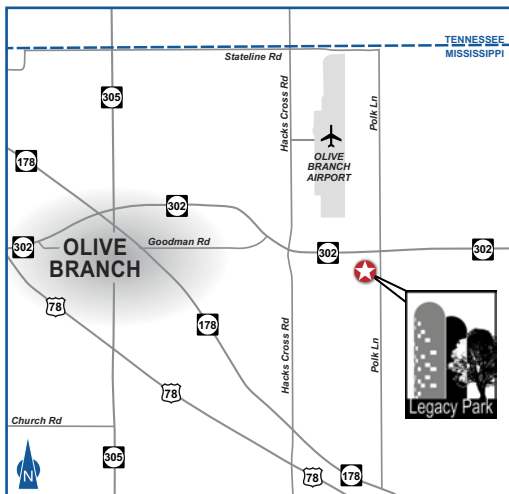 TENNESSEE
MISSISSIPPI
Stateline Rd
305
Hacks Cross Rd
Polk Ln
178
OLIVE
BRANCH
AIRPORT
302
302
OLIVE
BRANCH
Goodman Rd
302
302
78
178
Hacks Cross Rd
Polk Ln
Legacy Park
78
Church Rd
305
78
178
N